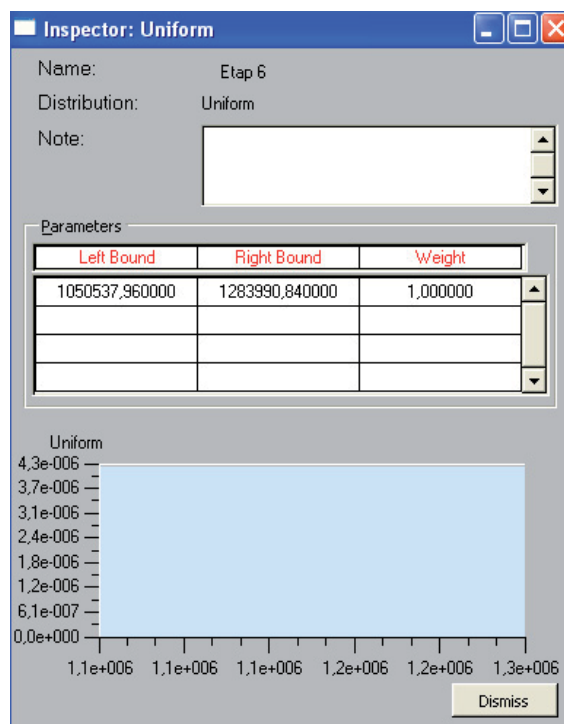 Inspector: Uniform
Name: Etap 6
Distribution: Uniform
Note:
Parameters
Left Bound Right Bound Weight
1050537,960000 1283990,840000 1,000000
Uniform
4,3e-006
3,7e-006
3,1e-006
2,4e-006
1,8e-006
1,2e-006
6,1e-007
0,0e+000
1,1e+006 1,1e+006 1,1e+006 1,2e+006 1,2e+006 1,3e+006
Dismiss